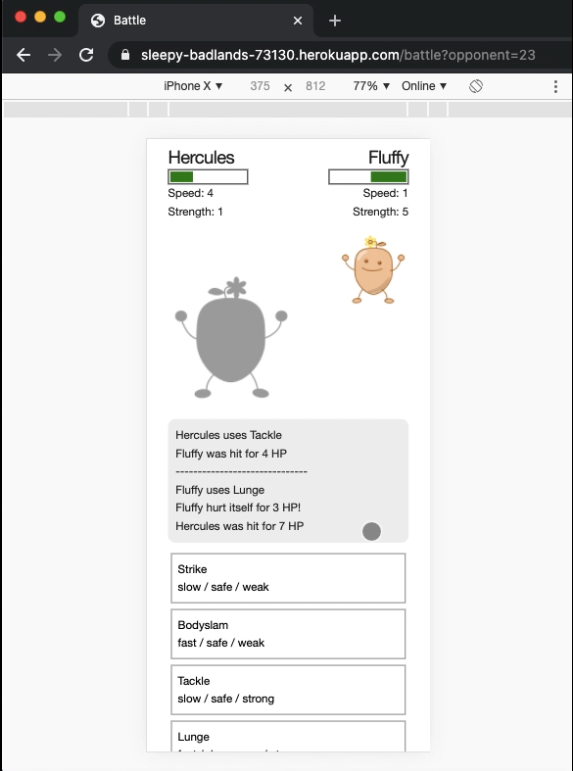 Battle
sleepy-badlands-73130.herokuapp.com/battle?opponent=23
iPhone X ▼ 375 × 812 77% ▼ Online ▼
Hercules Fluffy
Speed: 4 Speed: 1
Strength: 1 Strength: 5
Hercules uses Tackle
Fluffy was hit for 4 HP
------------------------------
Fluffy uses Lunge
Fluffy hurt itself for 3 HP!
Hercules was hit for 7 HP
Strike
slow / safe / weak
Bodyslam
fast / safe / weak
Tackle
slow / safe / strong
Lunge